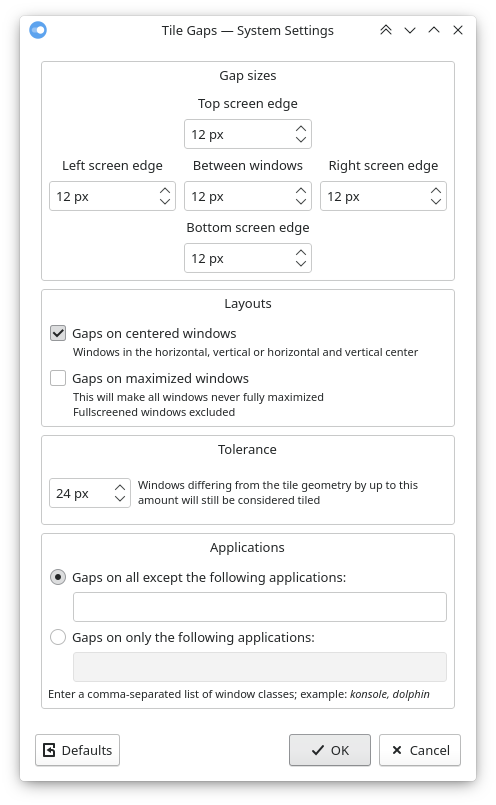 Tile Gaps — System Settings
Gap sizes
Top screen edge
12 px
Left screen edge Between windows Right screen edge
12 px 12 px 12 px
Bottom screen edge
12 px
Layouts
Gaps on centered windows
Windows in the horizontal, vertical or horizontal and vertical center
Gaps on maximized windows
This will make all windows never fully maximized
Fullscreened windows excluded
Tolerance
24 px
Windows differing from the tile geometry by up to this
amount will still be considered tiled
Applications
Gaps on all except the following applications:
Gaps on only the following applications:
Enter a comma-separated list of window classes; example: konsole, dolphin
Defaults OK Cancel